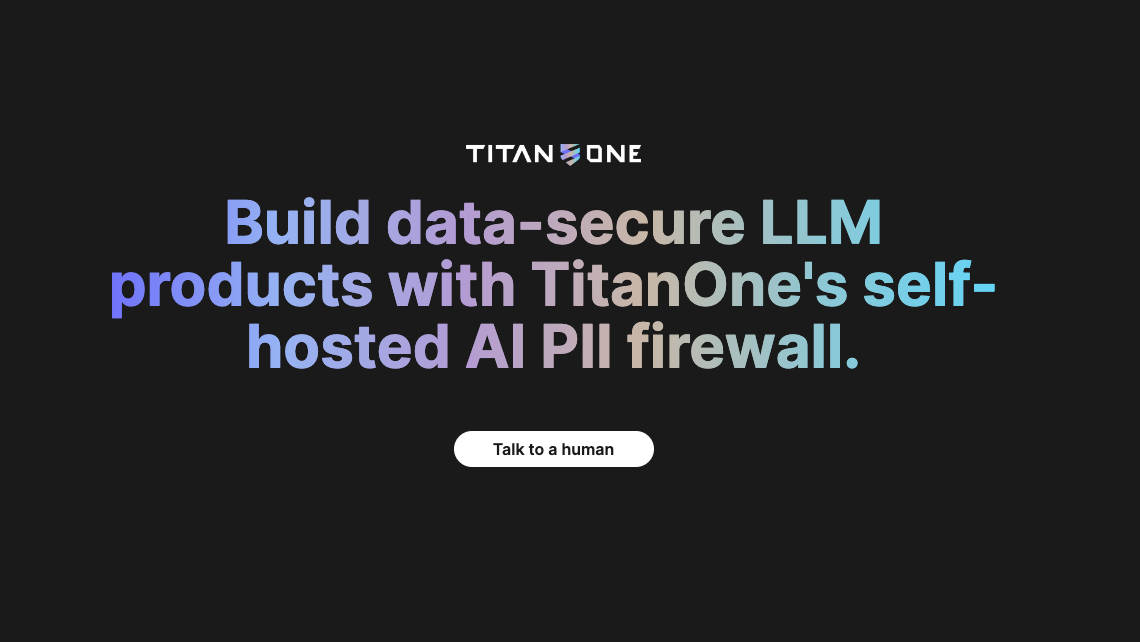 TITAN ONE
Build data-secure LLM
products with TitanOne's self-
hosted AI PII firewall.
Talk to a human